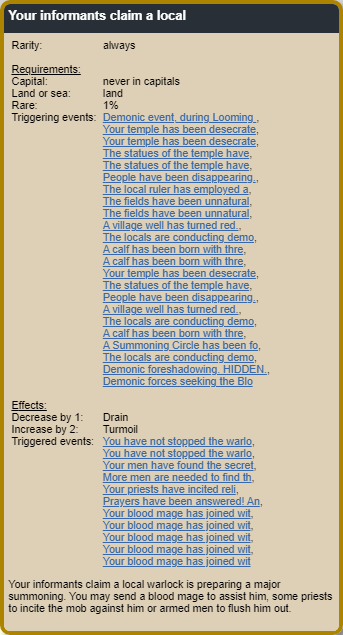 Your informants claim a local
Rarity: always
Requirements:
Capital: never in capitals
Land or sea: land
Rare: 1%
Triggering events: Demonic event, during Looming ,
Your temple has been desecrate,
Your temple has been desecrate,
The statues of the temple have,
The statues of the temple have,
People have been disappearing.,
The local ruler has employed a,
The fields have been unnatural,
The fields have been unnatural,
A village well has turned red.,
The locals are conducting demo,
A calf has been born with thre,
A calf has been born with thre,
Your temple has been desecrate,
The statues of the temple have,
People have been disappearing.,
A village well has turned red.,
The locals are conducting demo,
A calf has been born with thre,
A Summoning Circle has been fo,
The locals are conducting demo,
Demonic foreshadowing. HIDDEN.,
Demonic forces seeking the Blo
Effects:
Decrease by 1: Drain
Increase by 2: Turmoil
Triggered events: You have not stopped the warlo,
You have not stopped the warlo,
Your men have found the secret,
More men are needed to find th,
Your priests have incited reli,
Prayers have been answered! An,
Your blood mage has joined wit,
Your blood mage has joined wit,
Your blood mage has joined wit,
Your blood mage has joined wit,
Your blood mage has joined wit
Your informants claim a local warlock is preparing a major
summoning. You may send a blood mage to assist him, some priests
to incite the mob against him or armed men to flush him out.